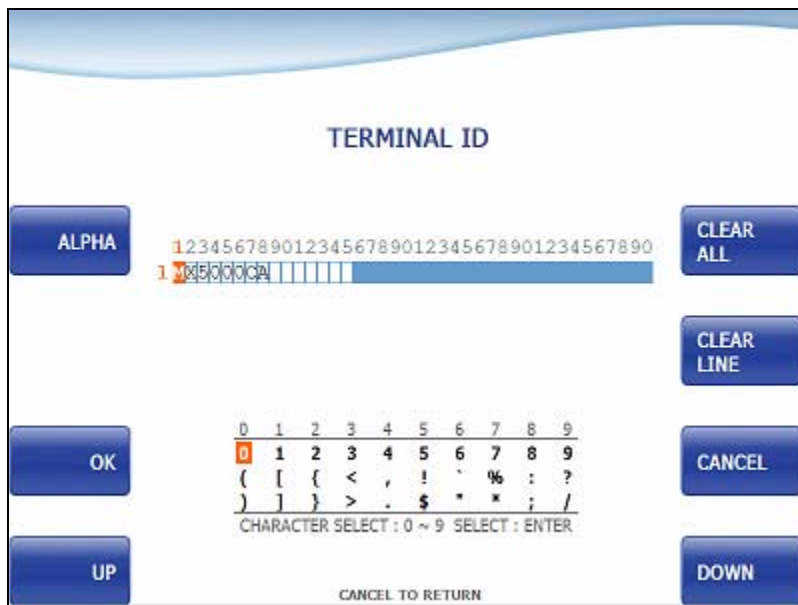 TERMINAL ID
ALPHA
CLEAR
ALL
1234567890123456789012345678901234567890
1 MX5000CA
CLEAR
LINE
0 1 2 3 4 5 6 7 8 9
0 1 2 3 4 5 6 7 8 9
( [ { < , ! ` % : ?
) ] } > . $ " * ; /
CHARACTER SELECT : 0 ~ 9 SELECT : ENTER
OK
CANCEL
UP
DOWN
CANCEL TO RETURN